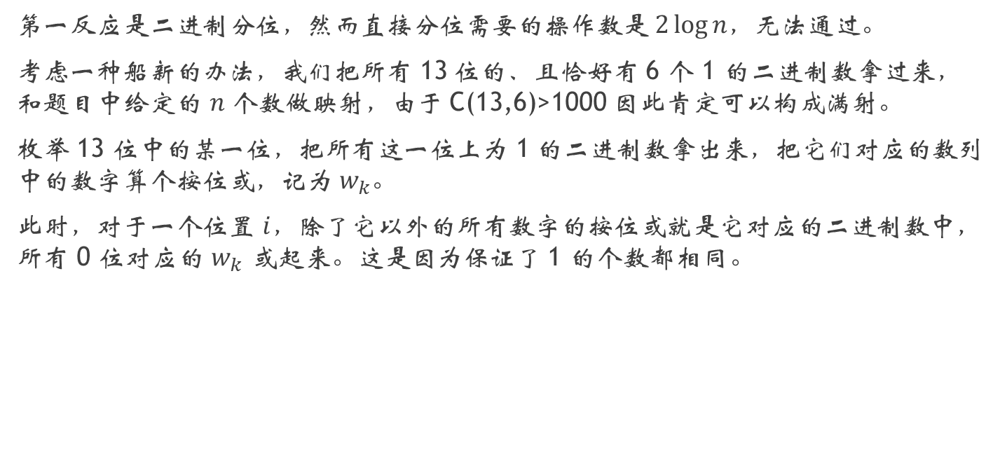 第一反应是二进制分位，然而直接分位需要的操作数是 2 log n，无法通过。
考虑一种船新的办法，我们把所有 13 位的、且恰好有 6 个 1 的二进制数拿过来，
和题目中给定的 n 个数做映射，由于 C(13,6)>1000 因此肯定可以构成满射。
枚举 13 位中的某一位，把所有这一位上为 1 的二进制数拿出来，把它们对应的数列
中的数字算个按位或，记为 wₖ。
此时，对于一个位置 i，除了它以外的所有数字的按位或就是它对应的二进制数中，
所有 0 位对应的 wₖ 或起来。这是因为保证了 1 的个数都相同。